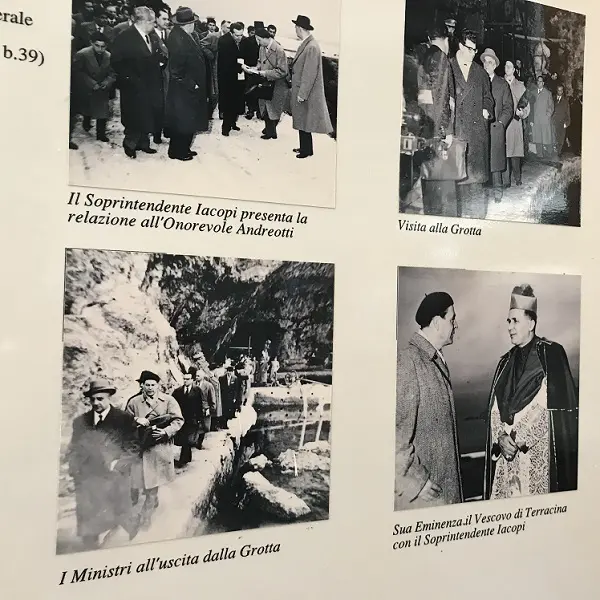 erale
b.39)
Il Soprintendente Iacopi presenta la
relazione all'Onorevole Andreotti
Visita alla Grotta
I Ministri all'uscita dalla Grotta
Sua Eminenza.il Vescovo di Terracina
con il Soprintendente Iacopi